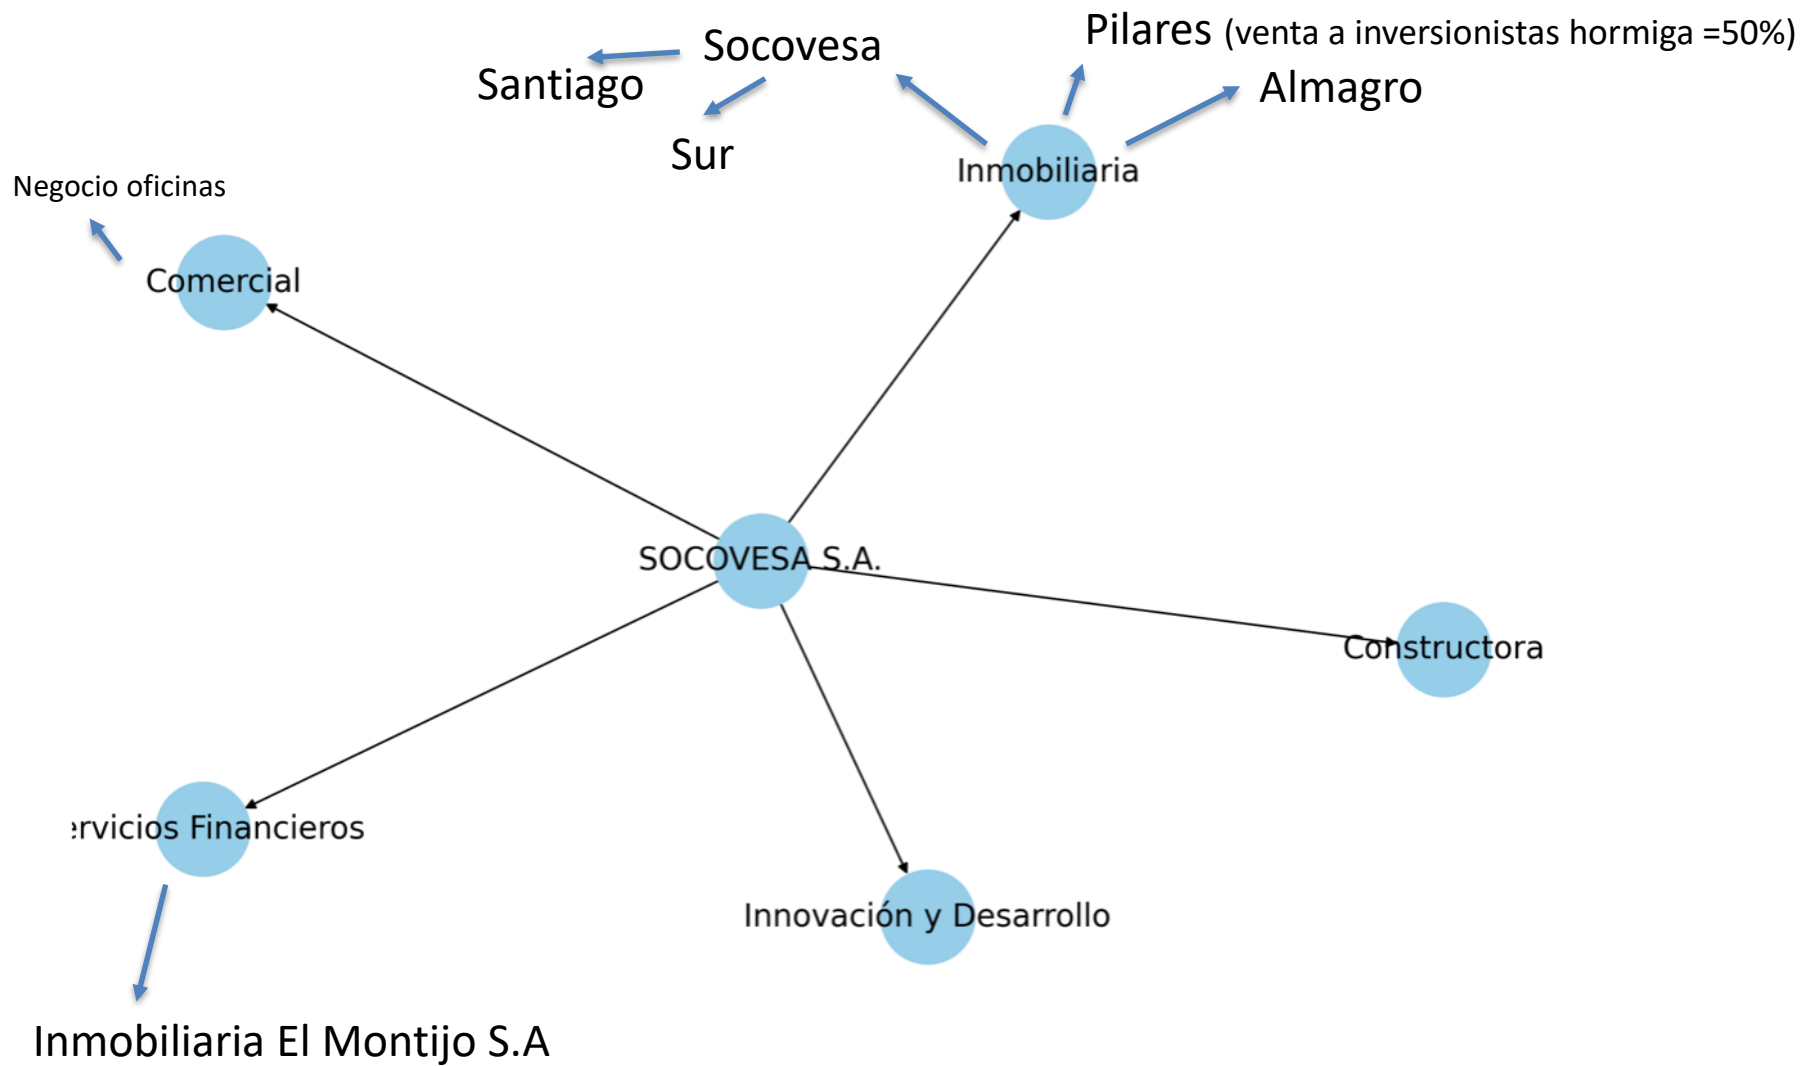 Pilares (venta a inversionistas hormiga =50%)
Socovesa
Santiago
Almagro
Sur
Inmobiliaria
Negocio oficinas
Comercial
SOCOVESA S.A.
Constructora
ervicios Financieros
Innovación y Desarrollo
Inmobiliaria El Montijo S.A